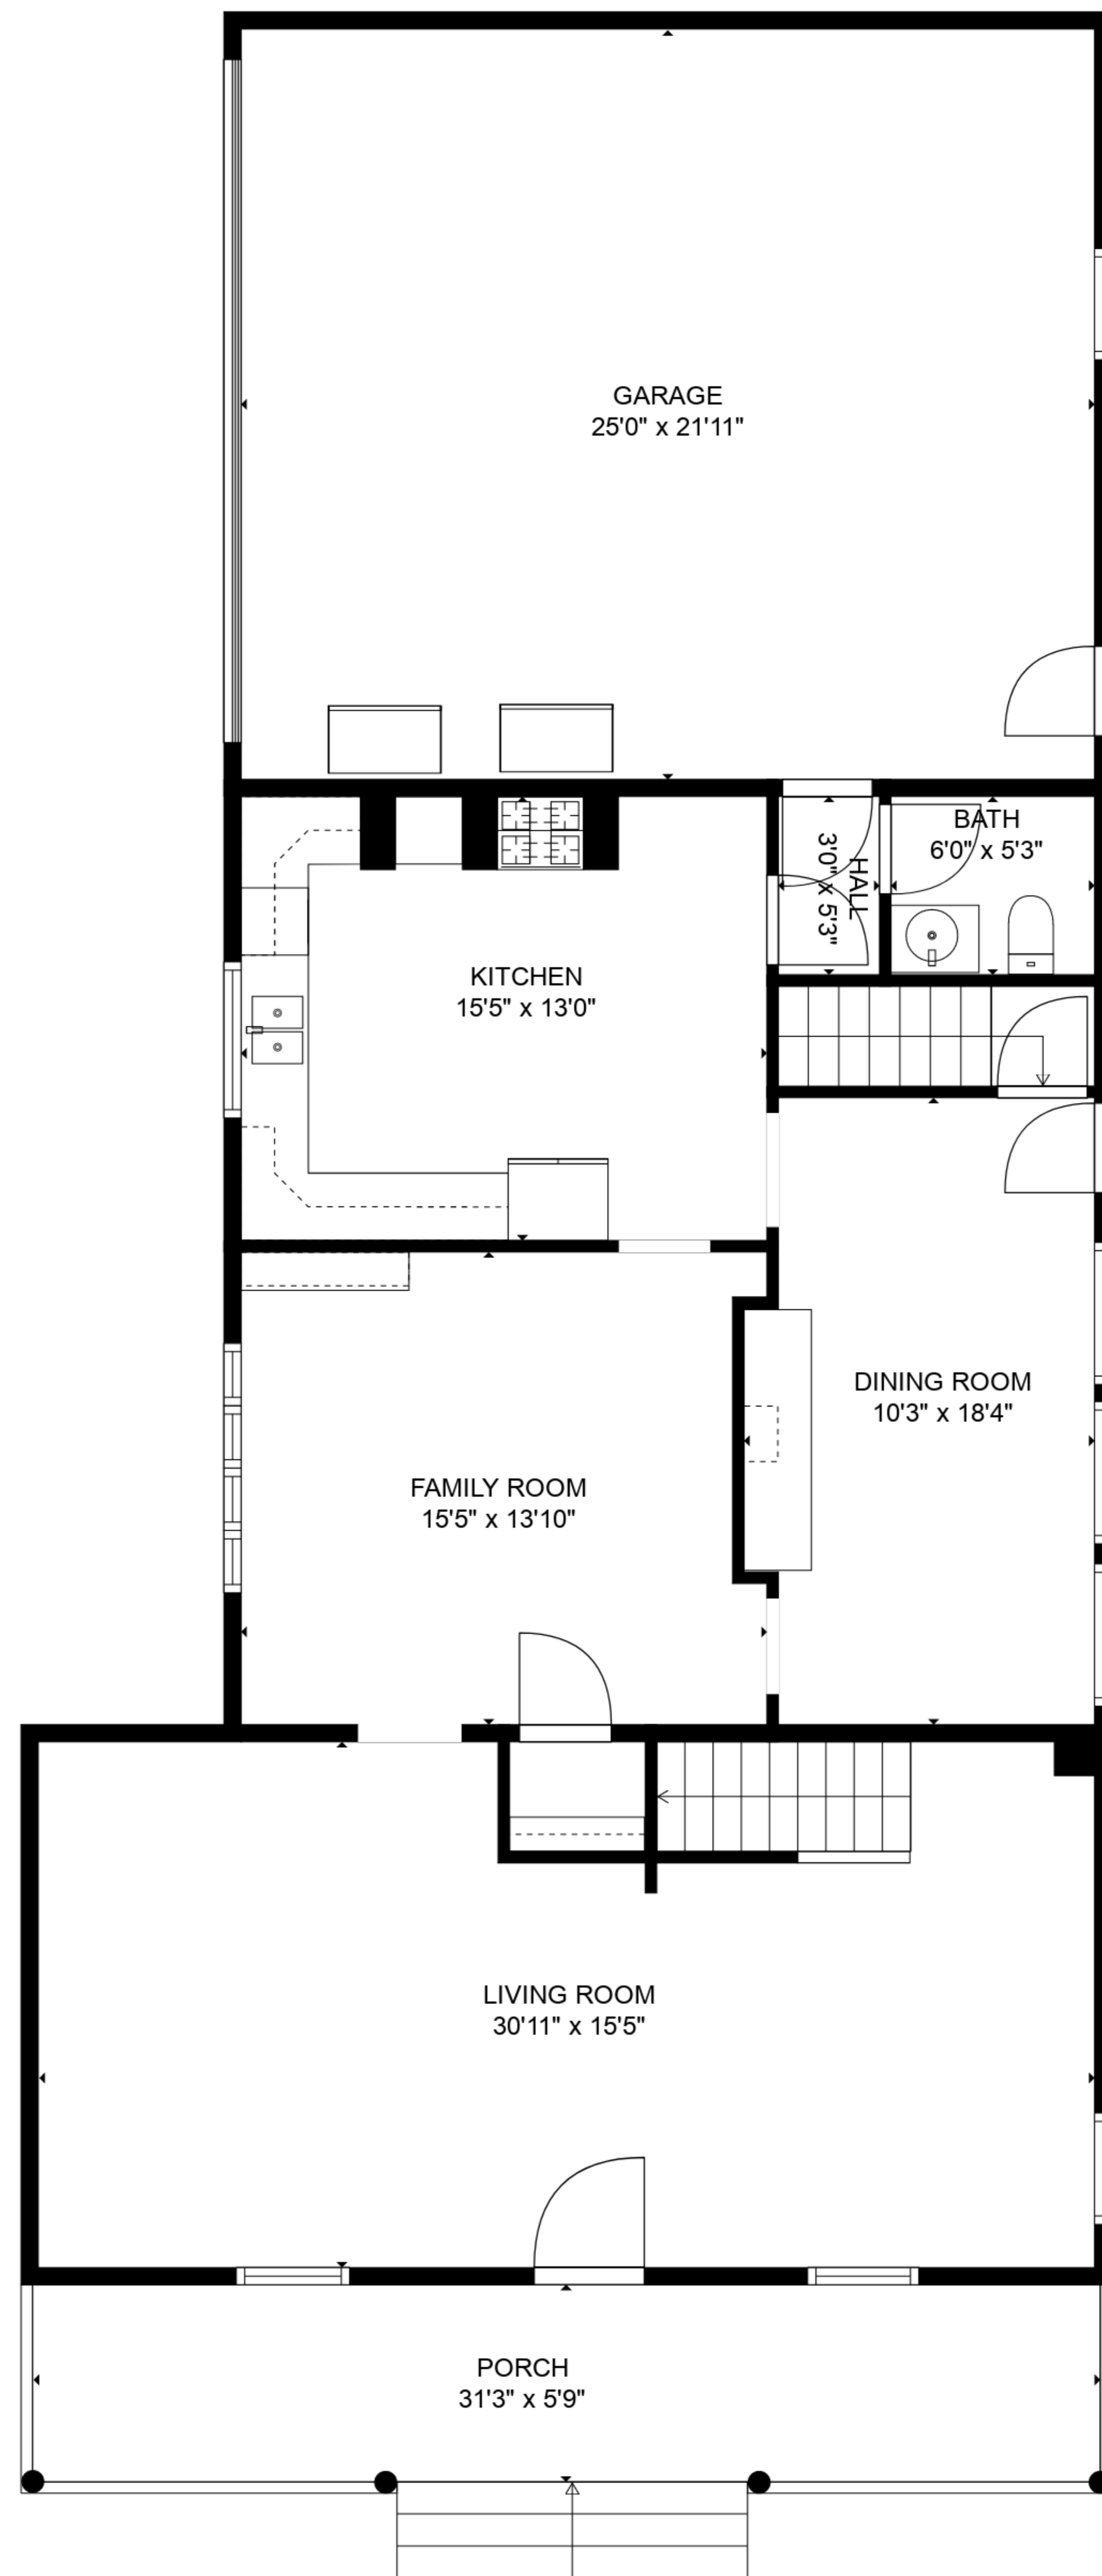 GARAGE
25'0" x 21'11"
BATH
6'0" x 5'3"
HALL
3'0" x 5'3"
KITCHEN
15'5" x 13'0"
DINING ROOM
10'3" x 18'4"
FAMILY ROOM
15'5" x 13'10"
LIVING ROOM
30'11" x 15'5"
PORCH
31'3" x 5'9"